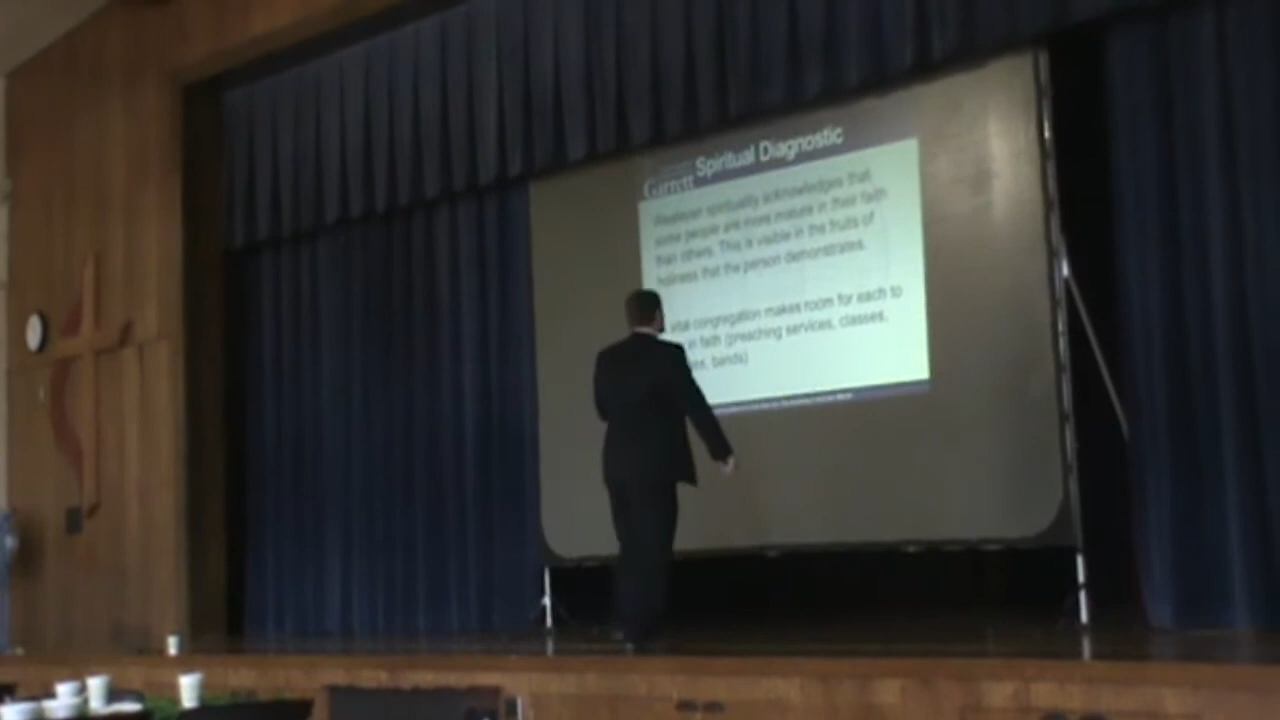 Spiritual Diagnostic
Garrett
Wesleyan spirituality acknowledges that
some people are more mature in their faith
than others. This is visible in the fruits of
holiness that the person demonstrates.
vital congregation makes room for each to
in faith (preaching services, classes,
bands)